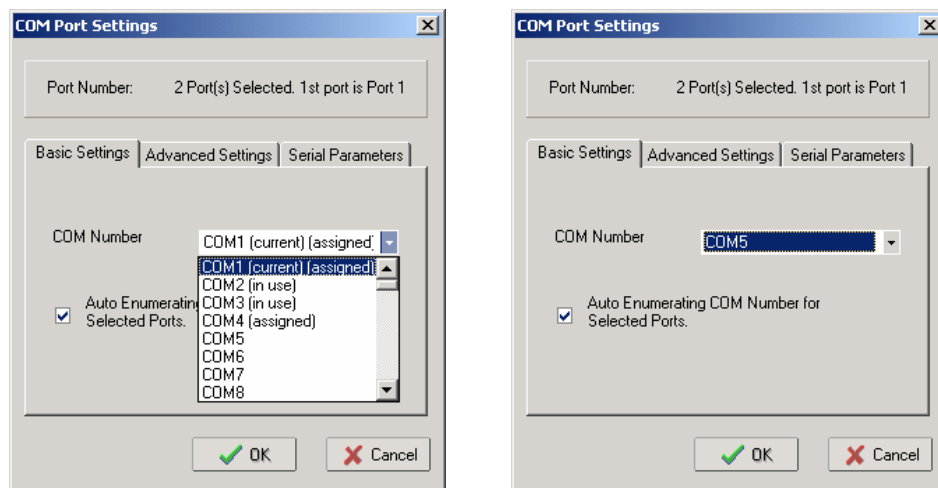 COM Port Settings
Port Number: 2 Port(s) Selected. 1st port is Port 1
Basic Settings Advanced Settings Serial Parameters
COM Number COM1 (current) (assigned)
COM1 (current) (assigned)
COM2 (in use)
COM3 (in use)
COM4 (assigned)
COM5
COM6
COM7
COM8
Auto Enumerating
Selected Ports.
OK Cancel
COM Port Settings
Port Number: 2 Port(s) Selected. 1st port is Port 1
Basic Settings Advanced Settings Serial Parameters
COM Number COM5
Auto Enumerating COM Number for
Selected Ports.
OK Cancel